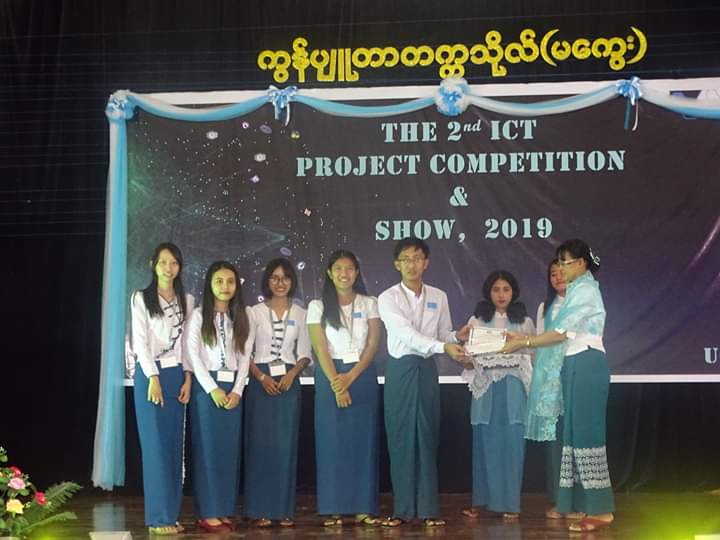 ကွန်ပျူတာတက္ကသိုလ်(မကွေး)
THE 2nd ICT
PROJECT COMPETITION
&
SHOW, 2019
U